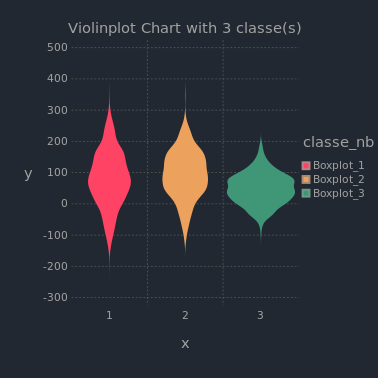 Violinplot Chart with 3 classe(s)
500
400
300
200
100
0
-100
-200
-300
y
1 2 3
x
classe_nb
Boxplot_1
Boxplot_2
Boxplot_3